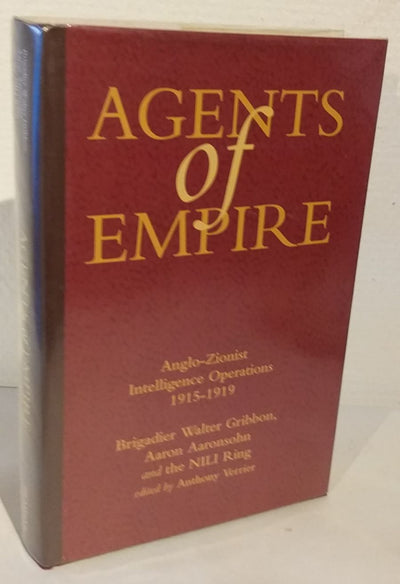 AGENTS
of
EMPIRE
Anglo-Zionist
Intelligence Operations
1915-1919
Brigadier Walter Gribbon,
Aaron Aaronsohn
and the NILI Ring
edited by Anthony Verrier